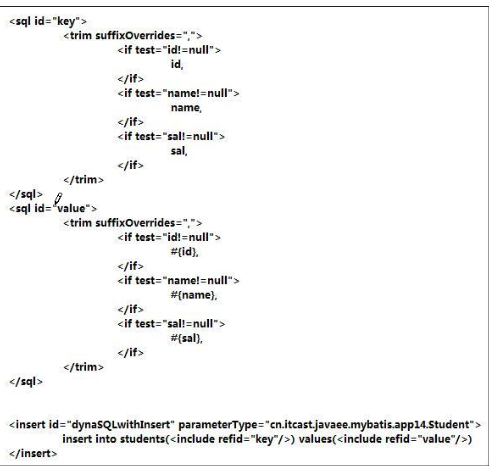 <sql id="key">
<trim suffixOverrides=",">
<if test="id!=null">
id,
</if>
<if test="name!=null">
name,
</if>
<if test="sal!=null">
sal,
</if>
</trim>
</sql>
<sql id="value">
<trim suffixOverrides=",">
<if test="id!=null">
#{id},
</if>
<if test="name!=null">
#{name},
</if>
<if test="sal!=null">
#{sal},
</if>
</trim>
</sql>
<insert id="dynaSQLwithInsert" parameterType="cn.itcast.javaee.mybatis.app14.Student">
insert into students(<include refid="key"/>) values(<include refid="value"/>)
</insert>